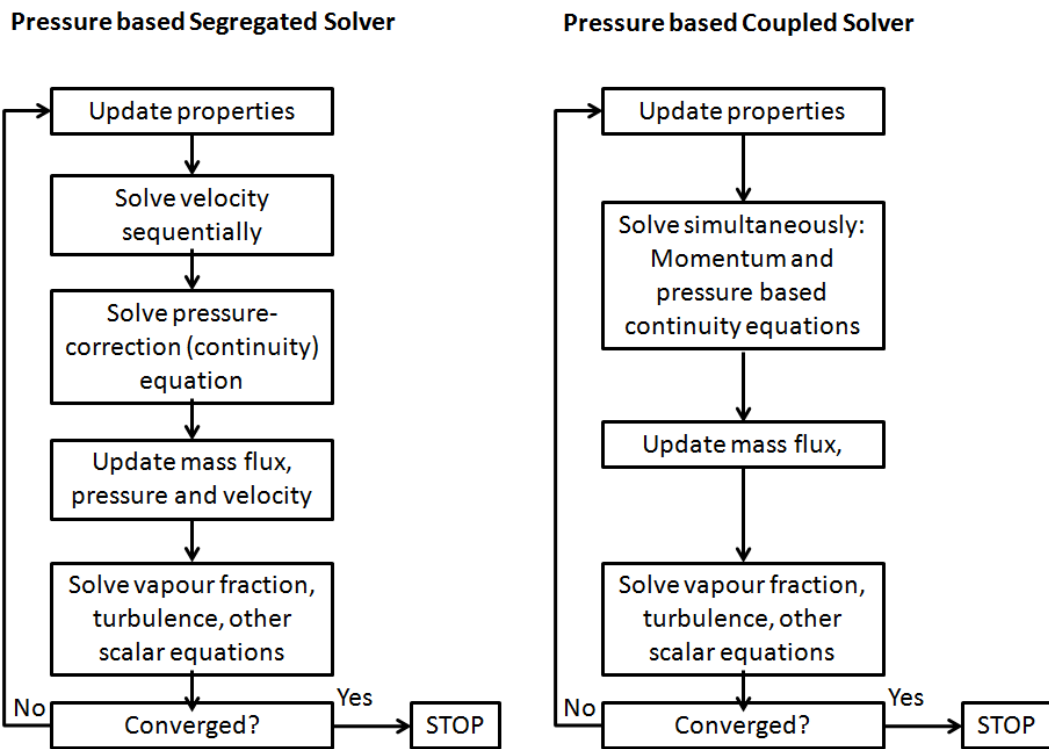 Pressure based Segregated Solver
Update properties
Solve velocity
sequentially
Solve pressure-
correction (continuity)
equation
Update mass flux,
pressure and velocity
Solve vapour fraction,
turbulence, other
scalar equations
No
Converged?
Yes
STOP
Pressure based Coupled Solver
Update properties
Solve simultaneously:
Momentum and
pressure based
continuity equations
Update mass flux,
Solve vapour fraction,
turbulence, other
scalar equations
No
Converged?
Yes
STOP